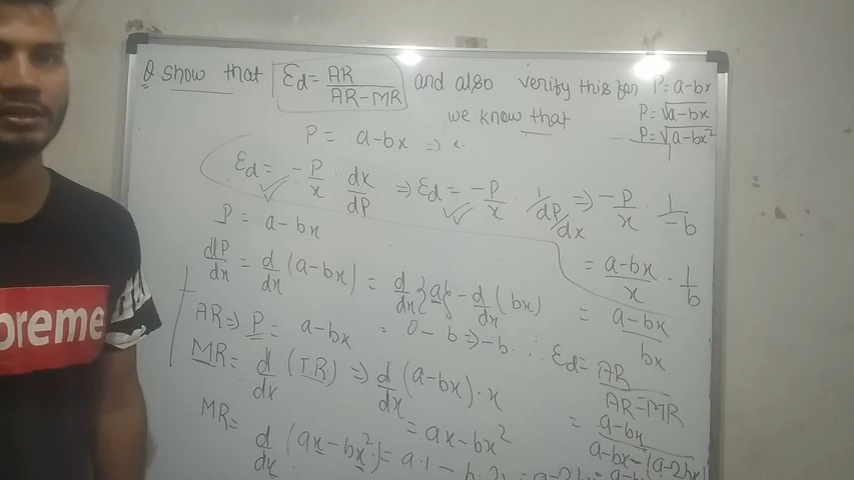 Q Show that Ed = AR / AR-MR and also verify this for P = a-bx
P = √a-bx
we know that
P = √a-bx²
P = a-bx => x.
Ed = -P/x · dx/dP => Ed = -P/x · 1/dP/dx => -P/x · 1/-b
P = a-bx
= a-bx/x · 1/b
dP/dx = d/dx (a-bx) = d/dx {a} - d/dx (bx)
= a-bx/bx
AR => P = a-bx = 0-b => -b. ∴ Ed = AR/AR-MR
MR = d/dx (TR) => d/dx (a-bx)·x
= ax-bx²
= a-bx/a-bx-(a-2bx)
MR = d/dx (ax-bx²) = a·1 -
oreme